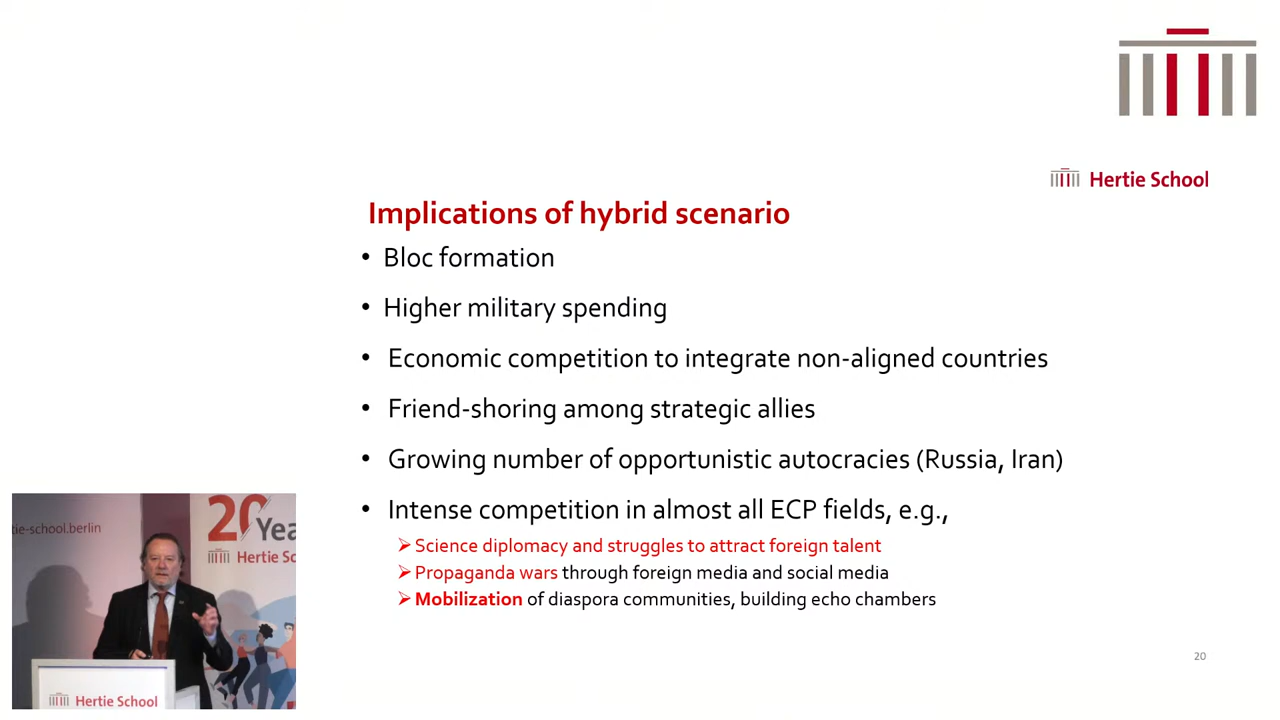 Hertie School
Implications of hybrid scenario
• Bloc formation
• Higher military spending
• Economic competition to integrate non-aligned countries
• Friend-shoring among strategic allies
• Growing number of opportunistic autocracies (Russia, Iran)
• Intense competition in almost all ECP fields, e.g.,
➢Science diplomacy and struggles to attract foreign talent
➢Propaganda wars through foreign media and social media
➢Mobilization of diaspora communities, building echo chambers
20
tie-school.berlin
20 Yea
Hertie Sc
Hertie School